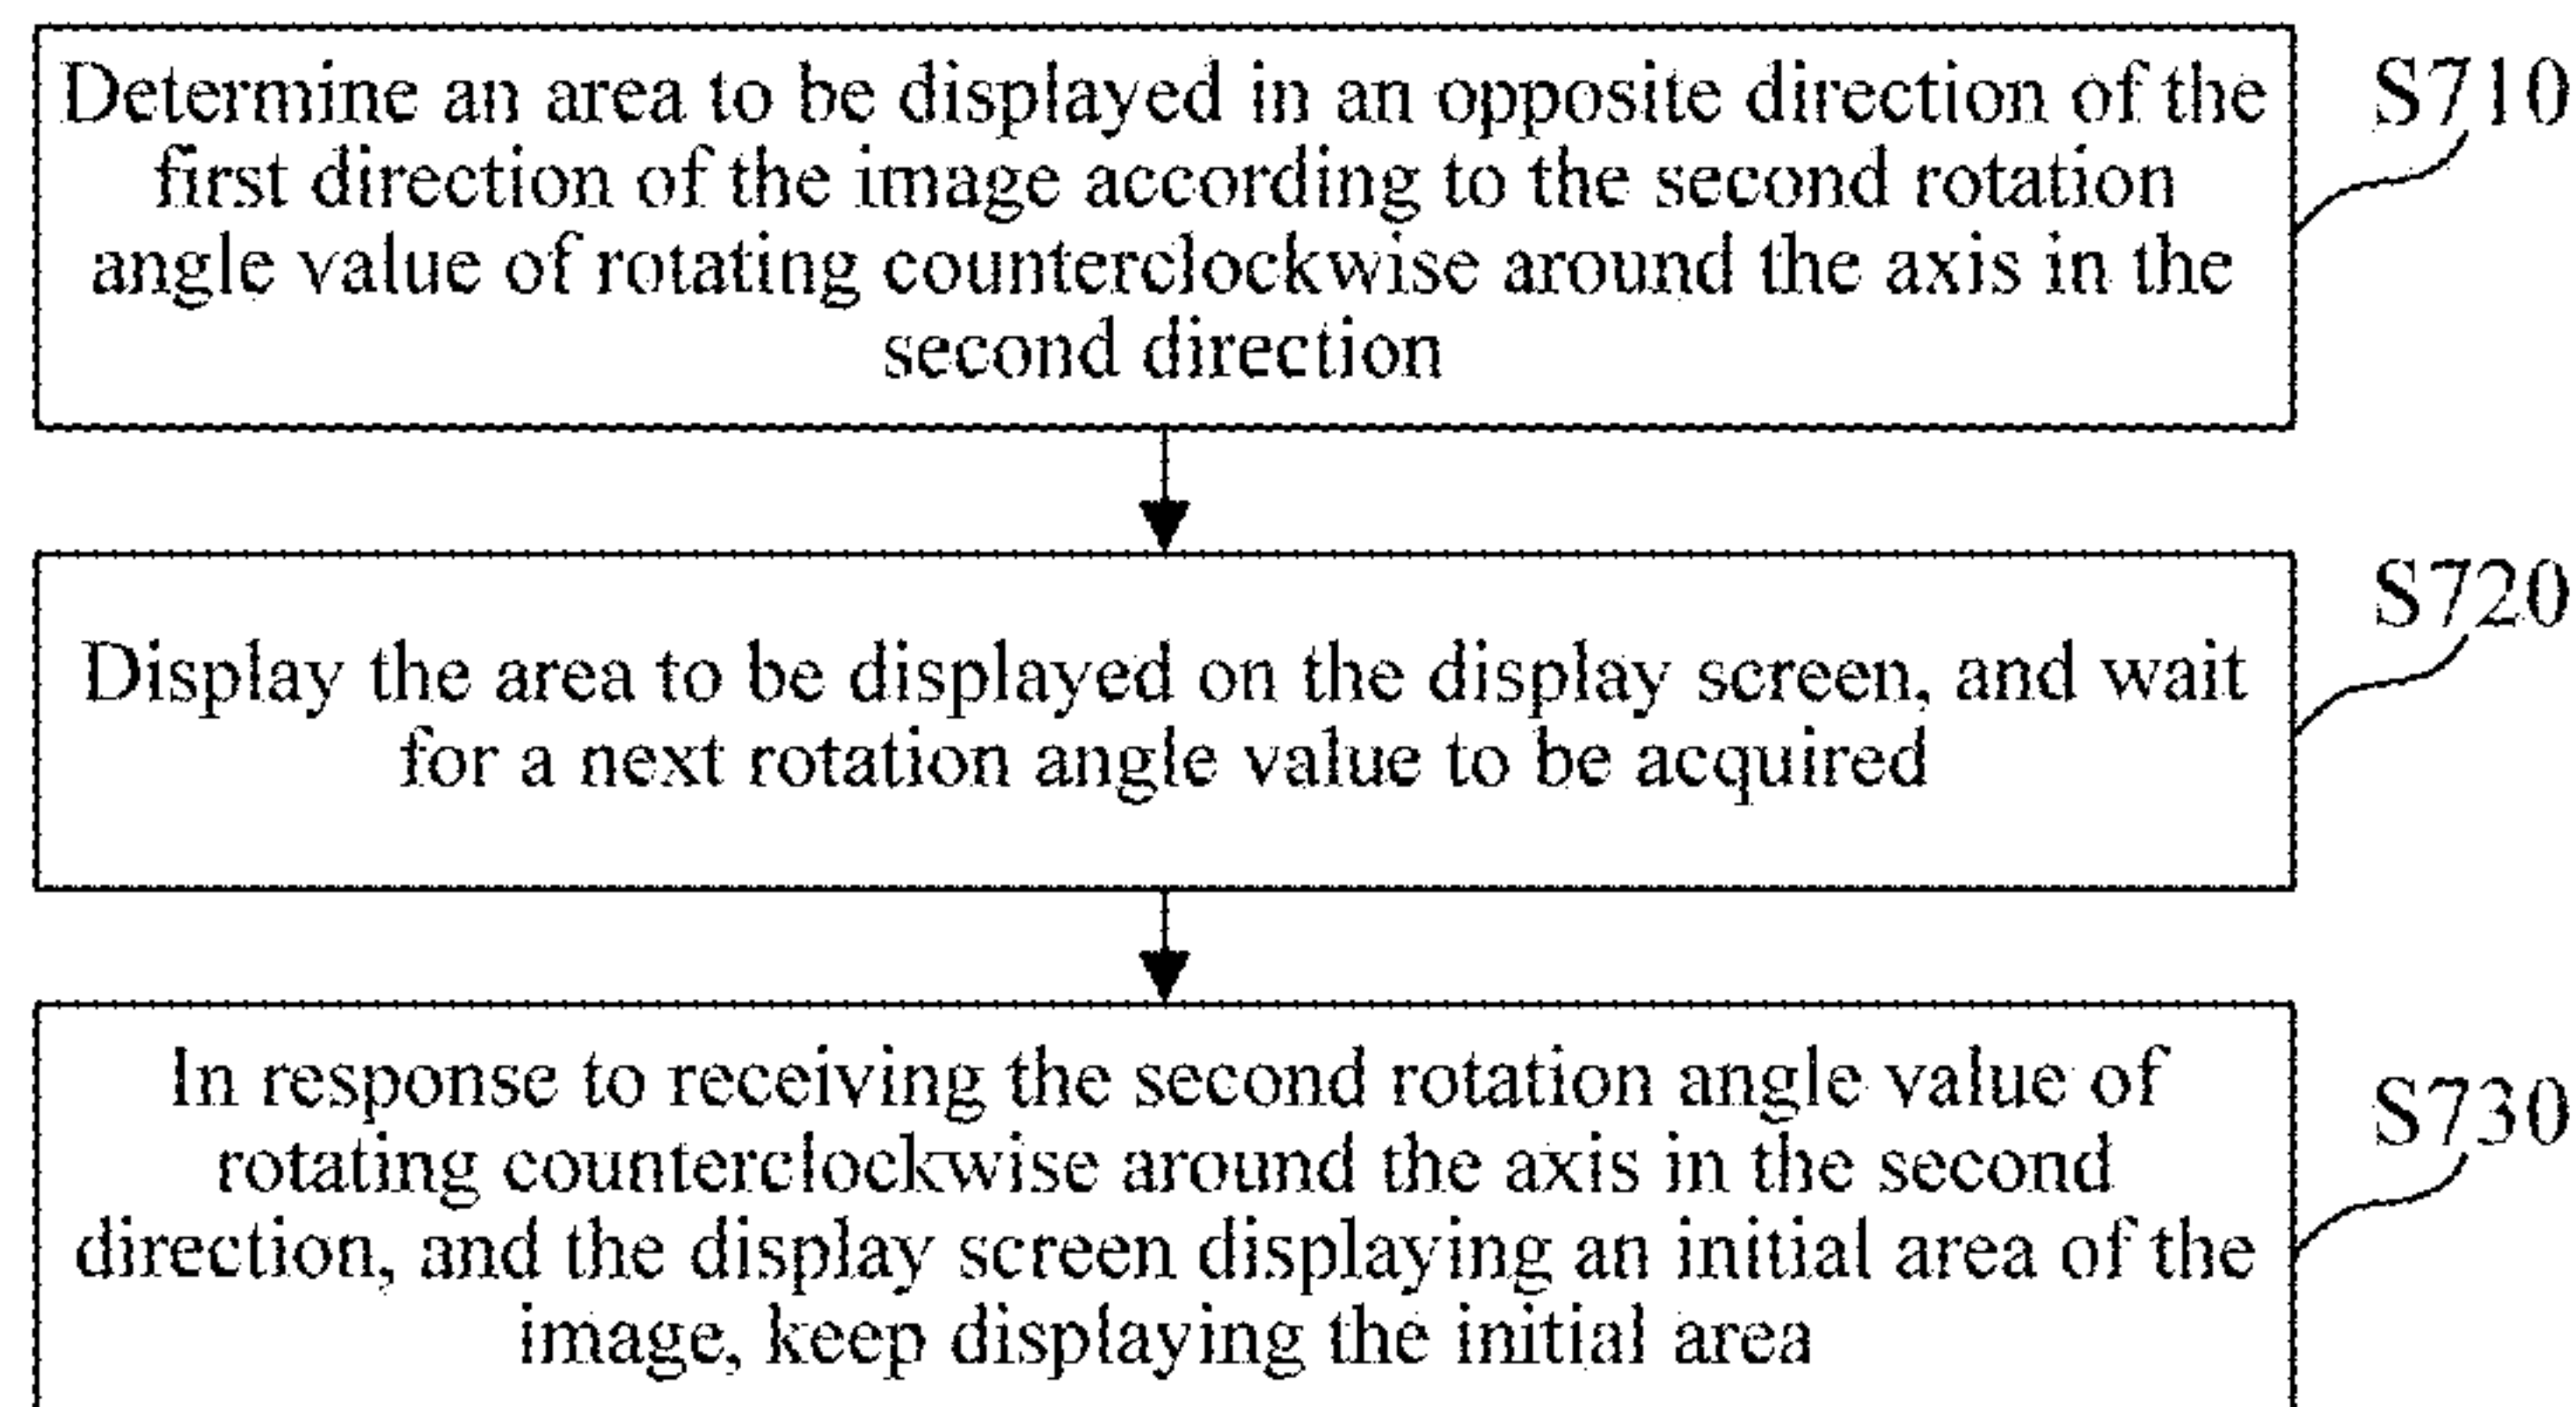 Determine an area to be displayed in an opposite direction of the
first direction of the image according to the second rotation
angle value of rotating counterclockwise around the axis in the
second direction
S710
Display the area to be displayed on the display screen, and wait
for a next rotation angle value to be acquired
S720
In response to receiving the second rotation angle value of
rotating counterclockwise around the axis in the second
direction, and the display screen displaying an initial area of the
image, keep displaying the initial area
S730